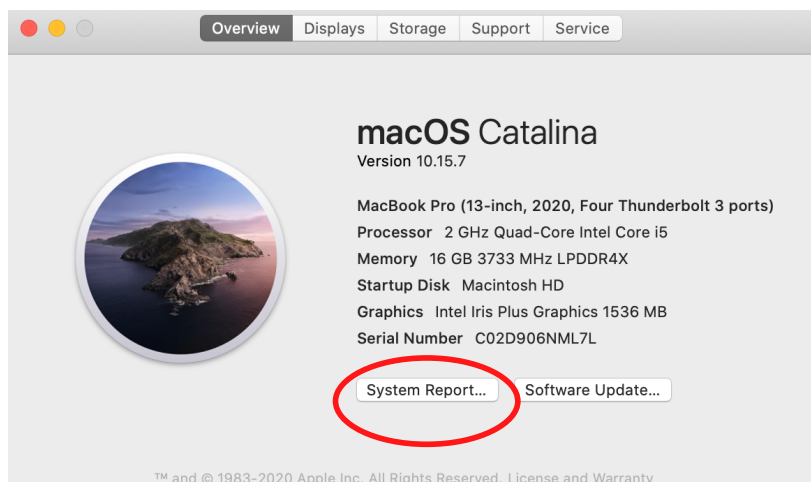 Overview Displays Storage Support Service
macOS Catalina
Version 10.15.7
MacBook Pro (13-inch, 2020, Four Thunderbolt 3 ports)
Processor 2 GHz Quad-Core Intel Core i5
Memory 16 GB 3733 MHz LPDDR4X
Startup Disk Macintosh HD
Graphics Intel Iris Plus Graphics 1536 MB
Serial Number C02D906NML7L
System Report... Software Update...
™ and © 1983-2020 Apple Inc. All Rights Reserved. License and Warranty